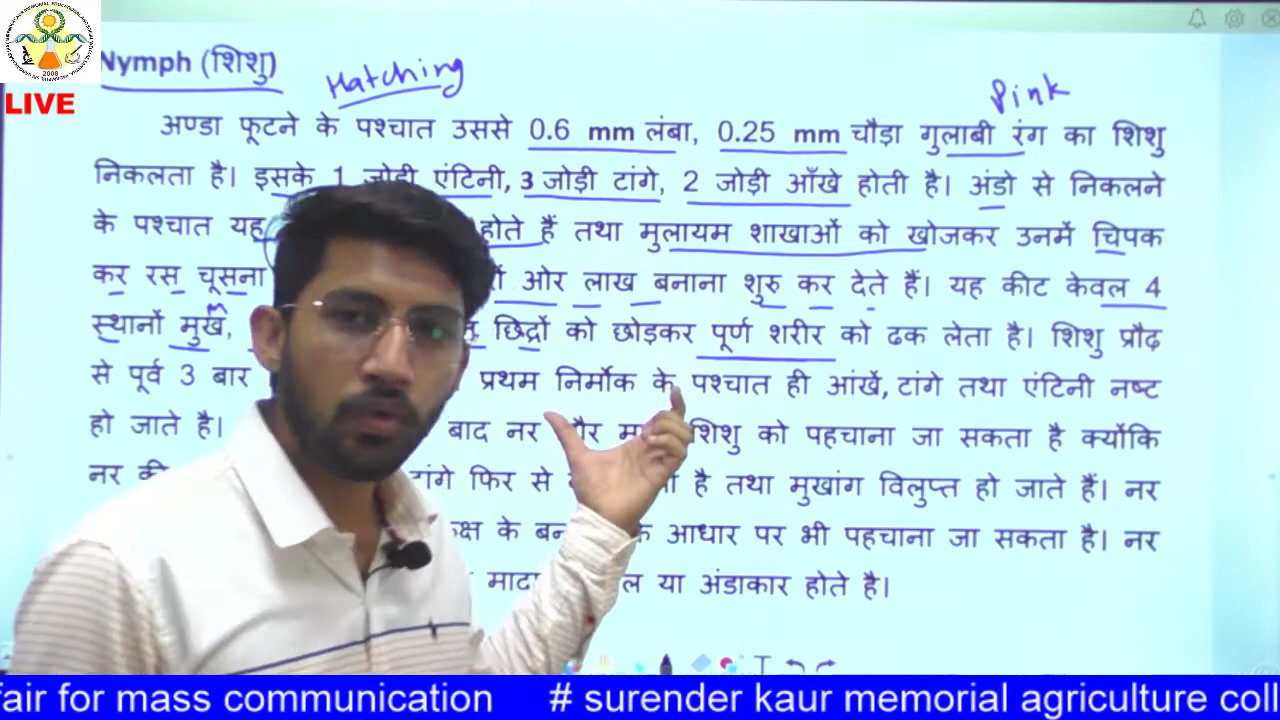 2008
LIVE
Nymph (शिशु)
Hatching
Pink
अण्डा फूटने के पश्चात उससे 0.6 mm लंबा, 0.25 mm चौड़ा गुलाबी रंग का शिशु
निकलता है। इसके 1 जोड़ी एंटिनी, 3 जोड़ी टांगे, 2 जोड़ी आँखे होती है। अंडो से निकलने
के पश्चात यह होते हैं तथा मुलायम शाखाओं को खोजकर उनमें चिपक
कर रस चूसना ओर लाख बनाना शुरु कर देते हैं। यह कीट केवल 4
स्थानों मुख, छिद्रों को छोड़कर पूर्ण शरीर को ढक लेता है। शिशु प्रौढ़
से पूर्व 3 बार प्रथम निर्मोक के पश्चात ही आंखें, टांगे तथा एंटिनी नष्ट
हो जाते है। बाद नर शिशु को पहचाना जा सकता है क्योंकि
नर की टांगे फिर से है तथा मुखांग विलुप्त हो जाते हैं। नर
के आधार पर भी पहचाना जा सकता है। नर
या अंडाकार होते है।
fair for mass communication # surender kaur memorial agriculture coll